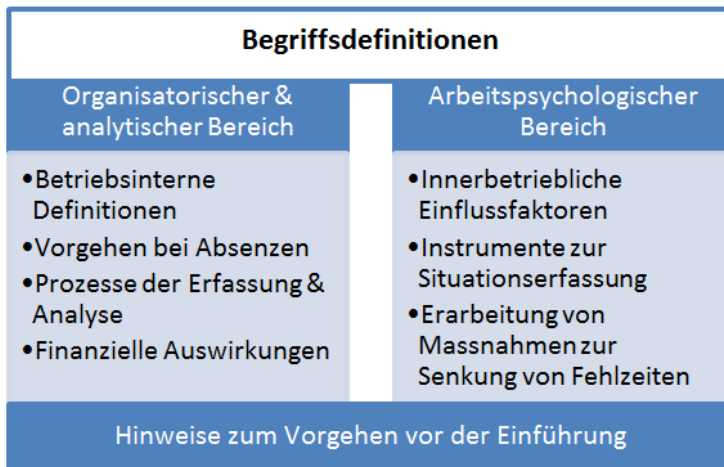 Begriffsdefinitionen
Organisatorischer &
analytischer Bereich
•Betriebsinterne
Definitionen
•Vorgehen bei Absenzen
•Prozesse der Erfassung &
Analyse
•Finanzielle Auswirkungen
Arbeitspsychologischer
Bereich
•Innerbetriebliche
Einflussfaktoren
•Instrumente zur
Situationserfassung
•Erarbeitung von
Massnahmen zur
Senkung von Fehlzeiten
Hinweise zum Vorgehen vor der Einführung